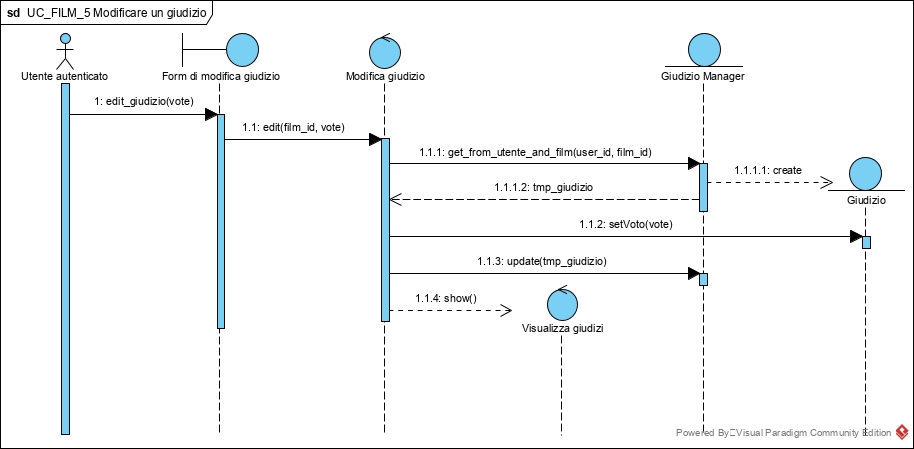 sd UC_FILM_5 Modificare un giudizio
Utente autenticato
Form di modifica giudizio
Modifica giudizio
Giudizio Manager
1: edit_giudizio(vote)
1.1: edit(film_id, vote)
1.1.1: get_from_utente_and_film(user_id, film_id)
1.1.1.1: create
1.1.1.2: tmp_giudizio
Giudizio
1.1.2: setVoto(vote)
1.1.3: update(tmp_giudizio)
1.1.4: show()
Visualizza giudizi
Powered By Visual Paradigm Community Edition